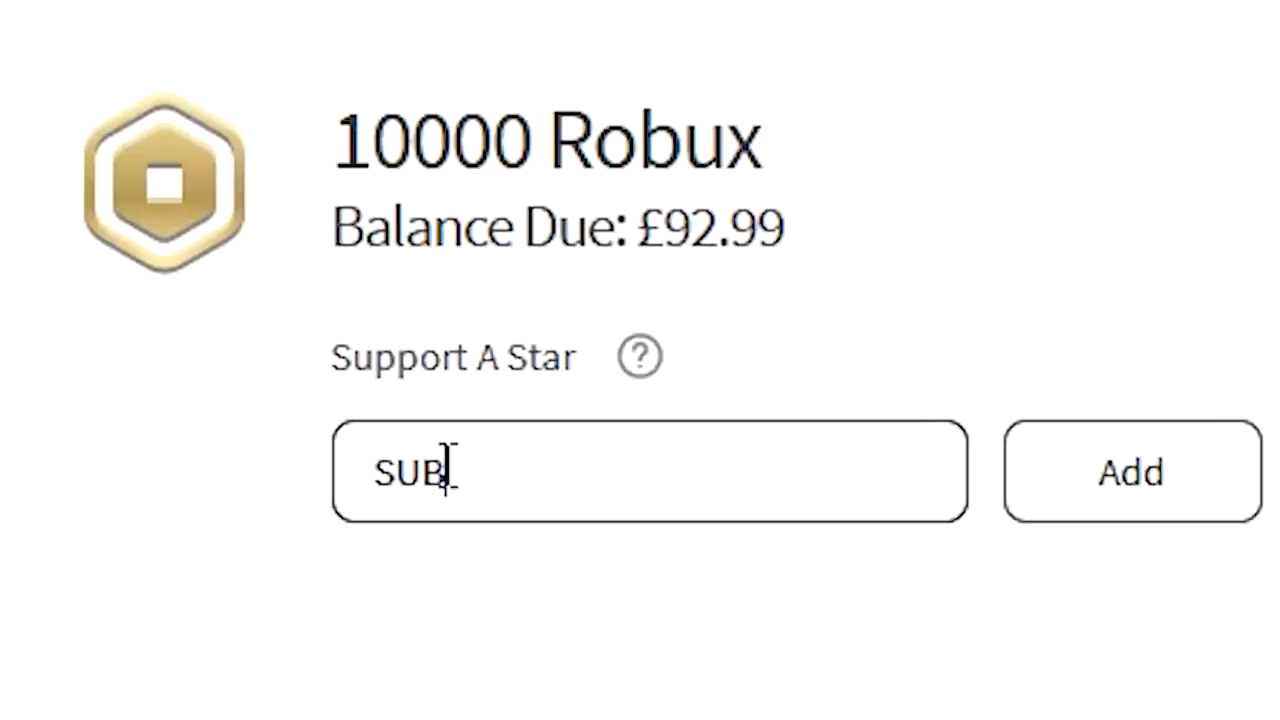 10000 Robux
Balance Due: £92.99
Support A Star ?
SUB
Add